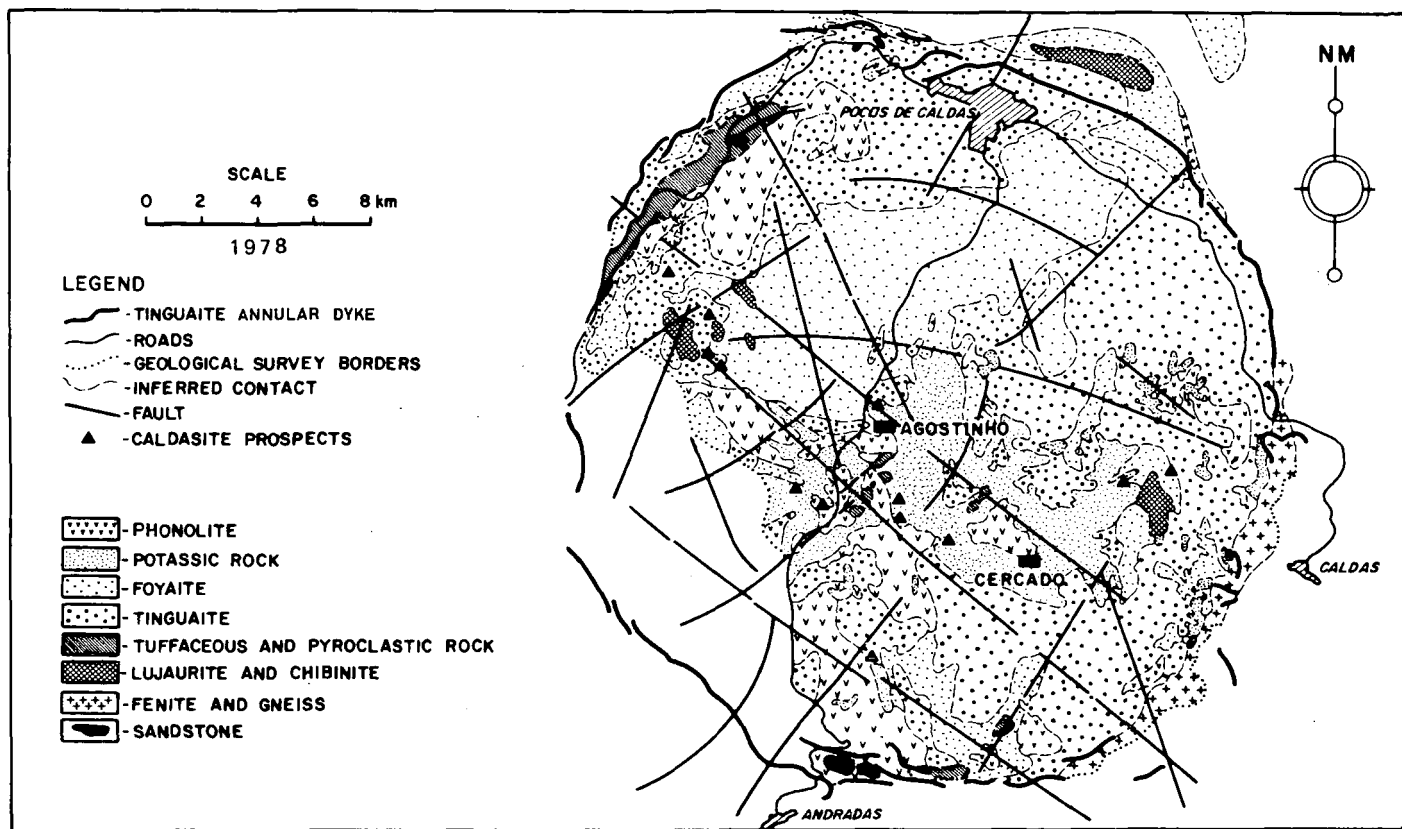 SCALE
0 2 4 6 8 km
1978
LEGEND
- TINGUAITE ANNULAR DYKE
- ROADS
- GEOLOGICAL SURVEY BORDERS
- INFERRED CONTACT
- FAULT
- CALDASITE PROSPECTS
- PHONOLITE
- POTASSIC ROCK
- FOYAITE
- TINGUAITE
- TUFFACEOUS AND PYROCLASTIC ROCK
- LUJAURITE AND CHIBINITE
- FENITE AND GNEISS
- SANDSTONE
NM
POCOS DE CALDAS
AGOSTINHO
CERCADO
CALDAS
ANDRADAS